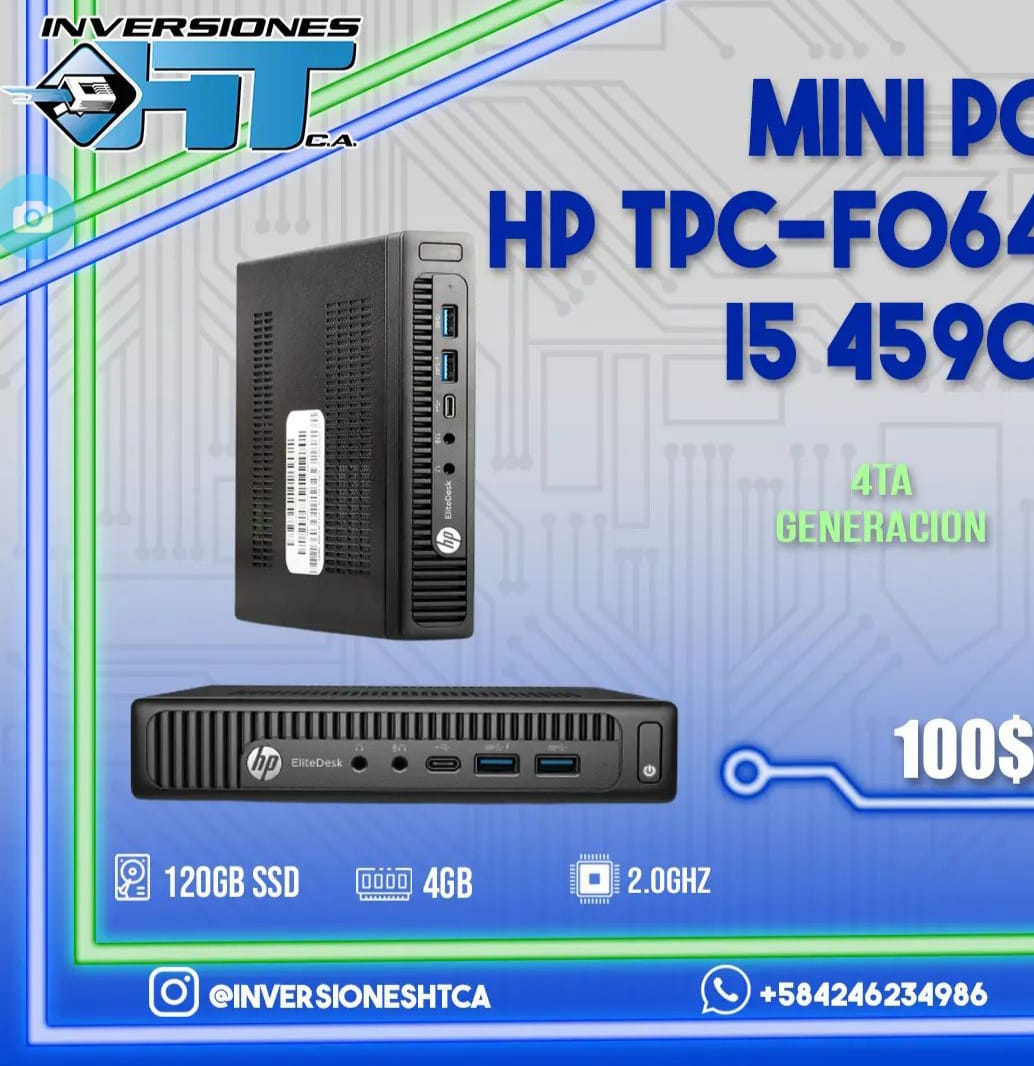 INVERSIONES
HT
C.A.
MINI PC
HP TPC-F064
I5 4590
4TA
GENERACION
EliteDesk
hp
100$
hp
EliteDesk
120GB SSD
4GB
2.0GHZ
@INVERSIONESHTCA
+584246234986